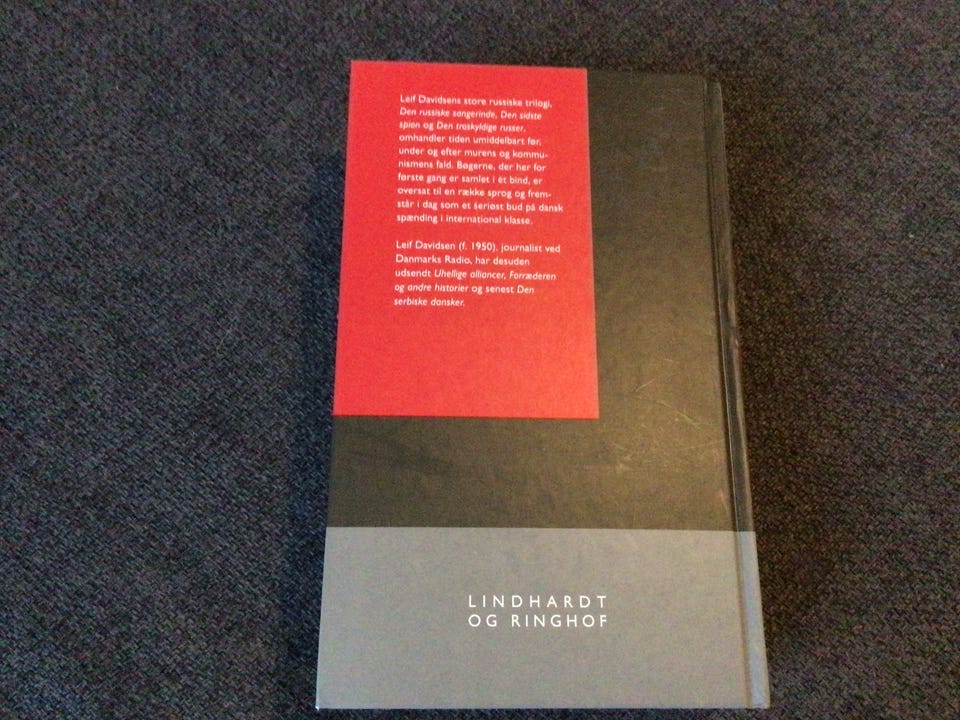 Leif Davidsens store russiske trilogi,
Den russiske sangerinde, Den sidste
spion og Den troskyldige russer,
omhandler tiden umiddelbart før,
under og efter murens og kommu-
nismens fald. Bøgerne, der her for
første gang er samlet i ét bind, er
oversat til en række sprog og frem-
står i dag som et seriøst bud på dansk
spænding i international klasse.
Leif Davidsen (f. 1950), journalist ved
Danmarks Radio, har desuden
udsendt Uhellige alliancer, Forræderen
og andre historier og senest Den
serbiske dansker.
LINDHARDT
OG RINGHOF